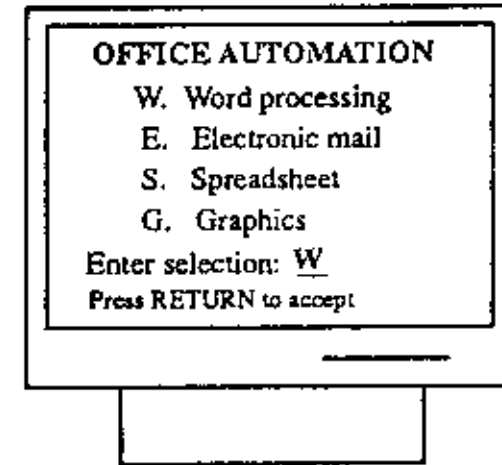 OFFICE AUTOMATION
W. Word processing
E. Electronic mail
S. Spreadsheet
G. Graphics
Enter selection: W
Press RETURN to accept